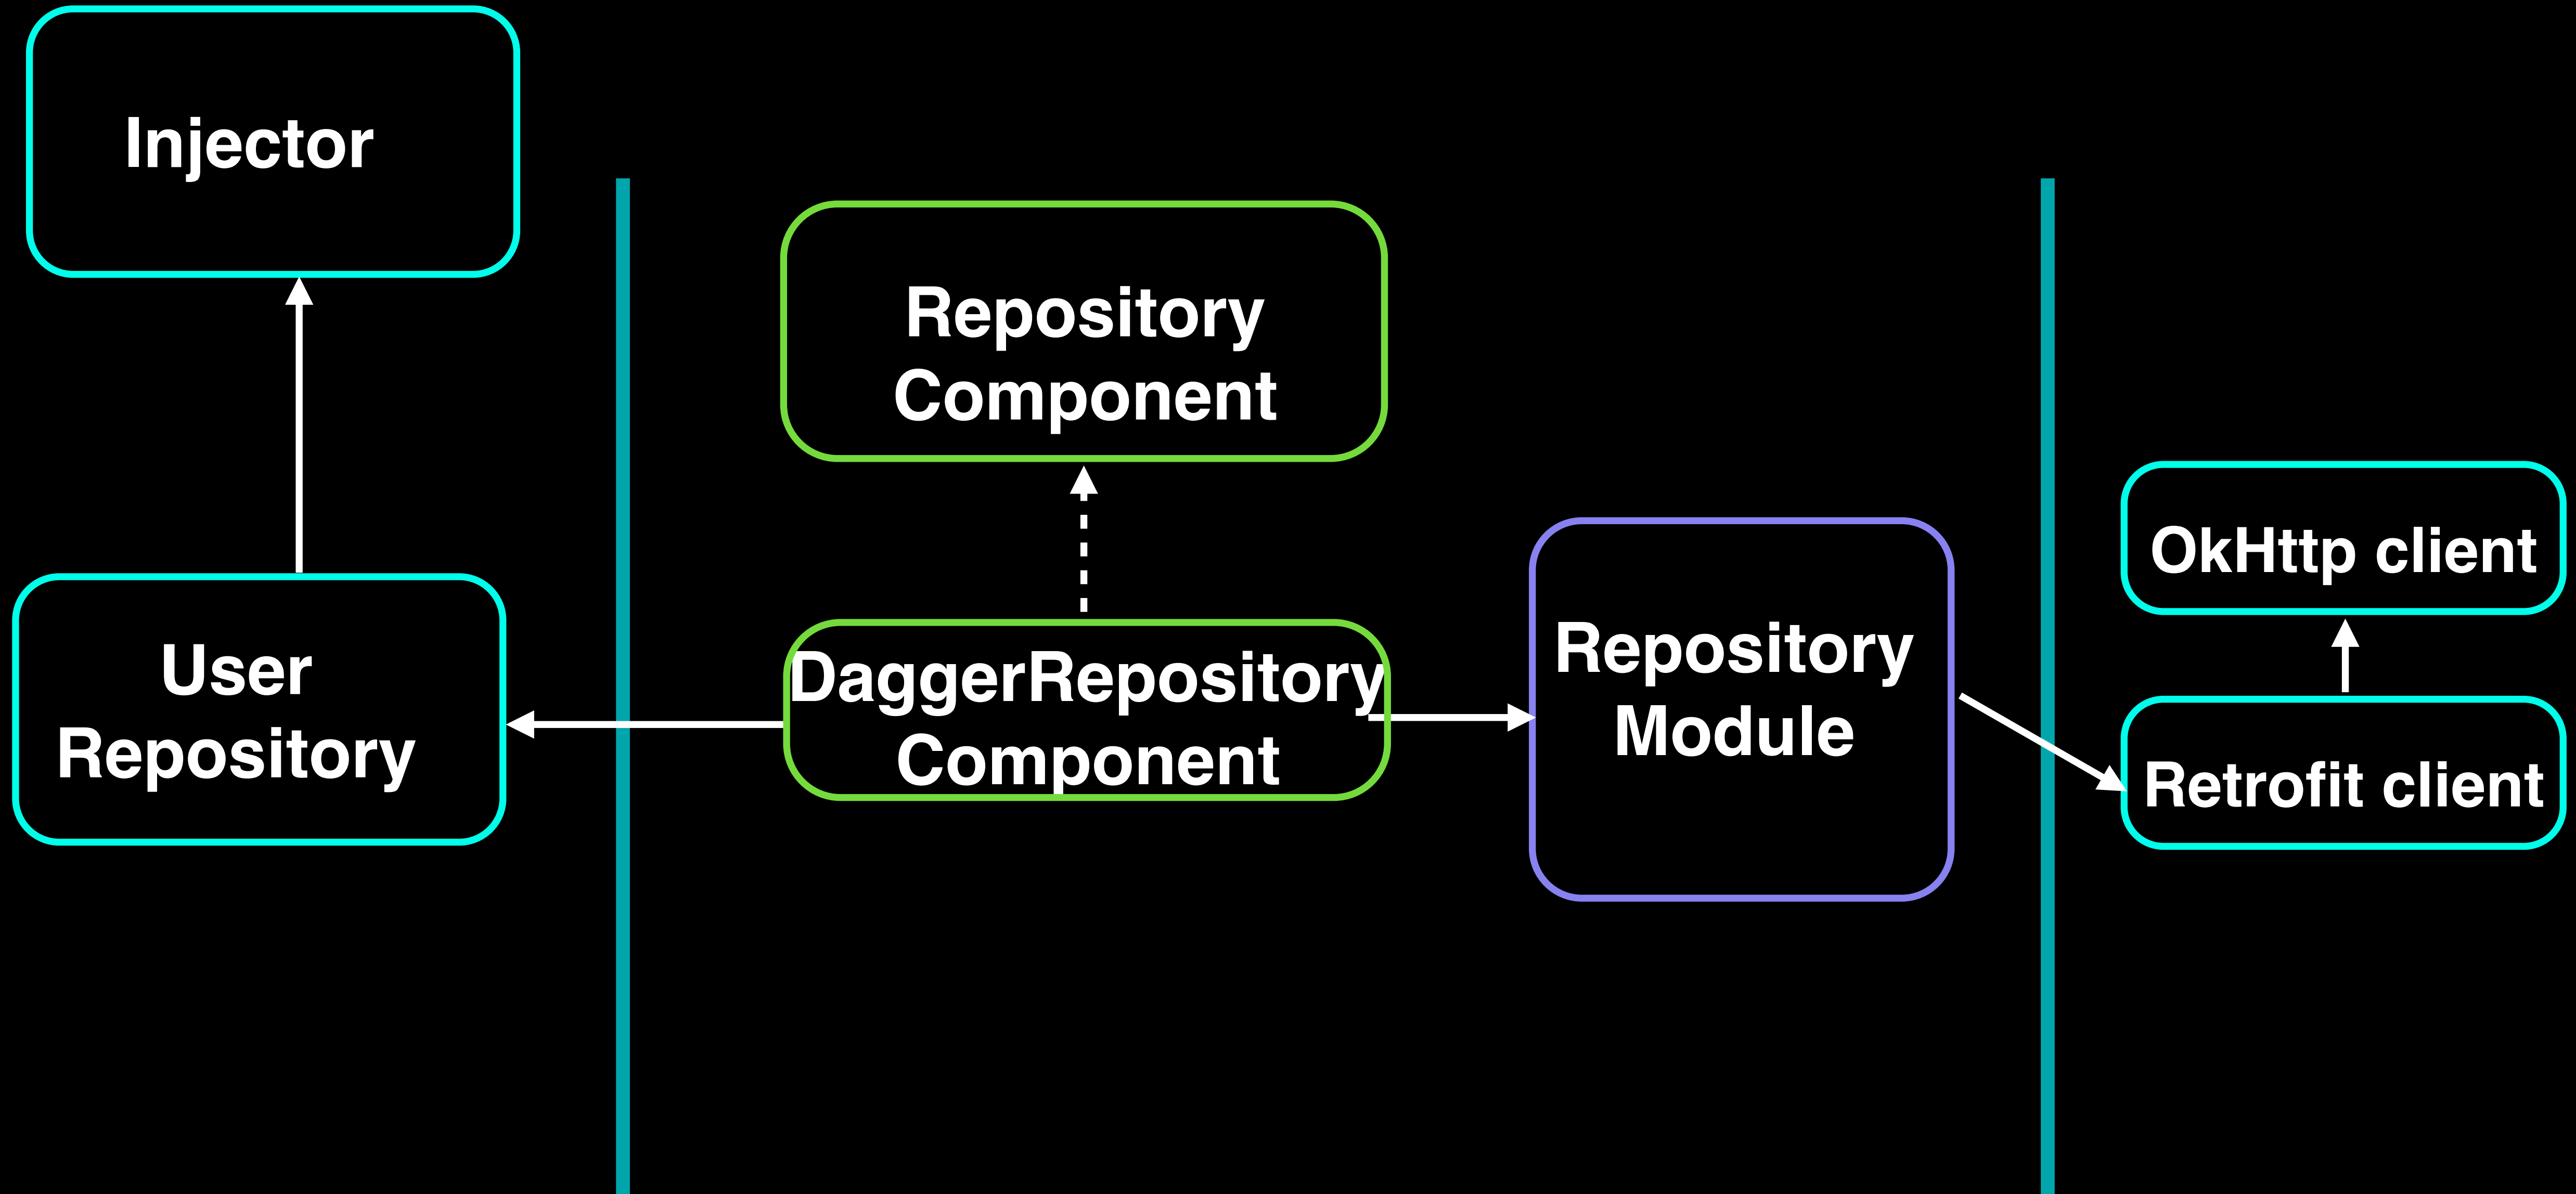 Injector
User
Repository
Repository
Component
DaggerRepository
Component
Repository
Module
OkHttp client
Retrofit client